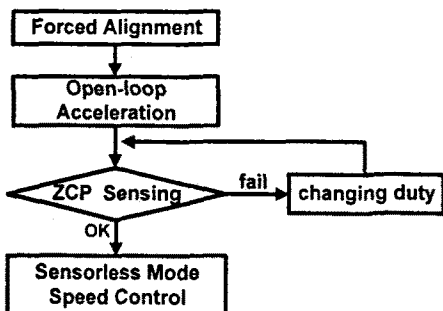 Forced Alignment
Open-loop
Acceleration
ZCP Sensing
fail
changing duty
OK
Sensorless Mode
Speed Control